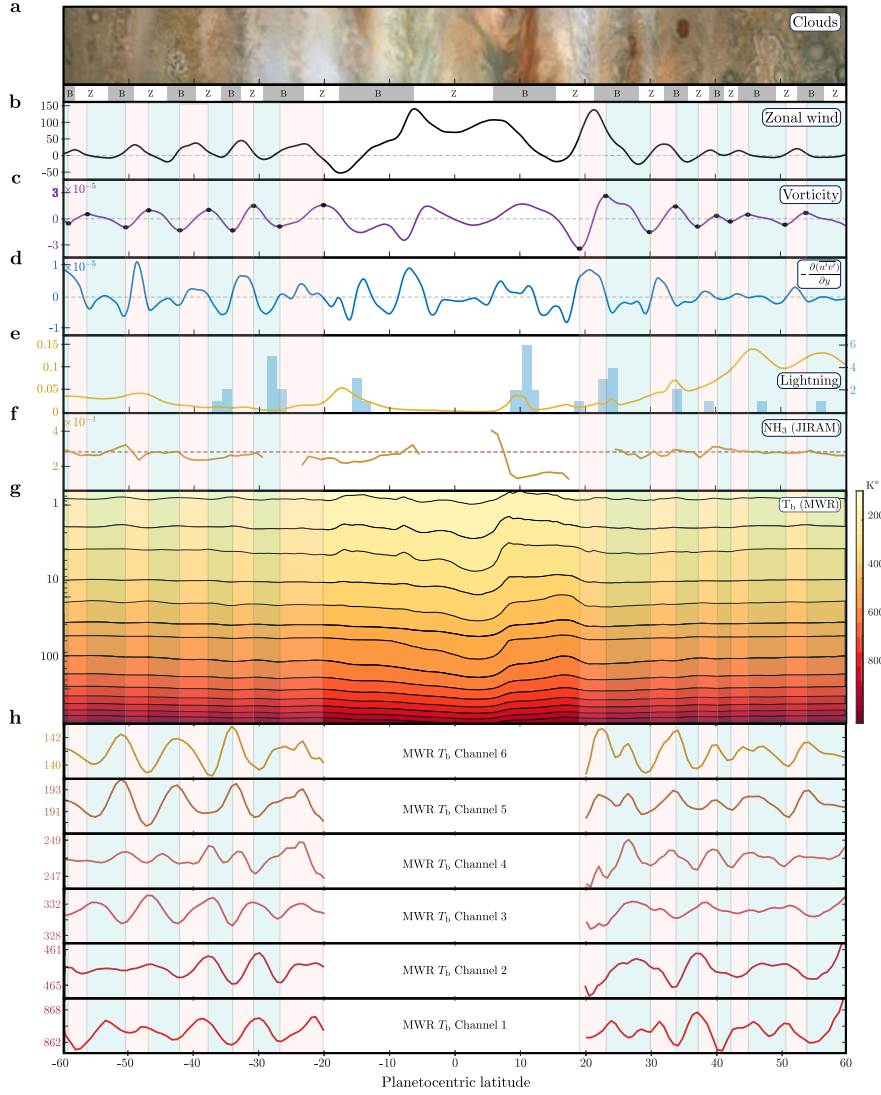 a
Clouds
B Z B Z B Z B Z B Z B Z B Z B Z B Z B Z B Z B Z
b
Zonal wind
150
100
50
0
-50
c
×10⁻⁵
Vorticity
3
0
-3
d
×10⁻⁵
1
0
-1
-∂(u'v')/∂y
e
0.15
0.1
0.05
0
6
4
2
Lightning
f
×10⁻⁴
4
2
NH₃ (JIRAM)
g
1
10
100
T_b (MWR)
K°
200
400
600
800
h
142
140
MWR T_b Channel 6
193
191
MWR T_b Channel 5
249
247
MWR T_b Channel 4
332
328
MWR T_b Channel 3
461
465
MWR T_b Channel 2
868
862
MWR T_b Channel 1
-60 -50 -40 -30 -20 -10 0 10 20 30 40 50 60
Planetocentric latitude